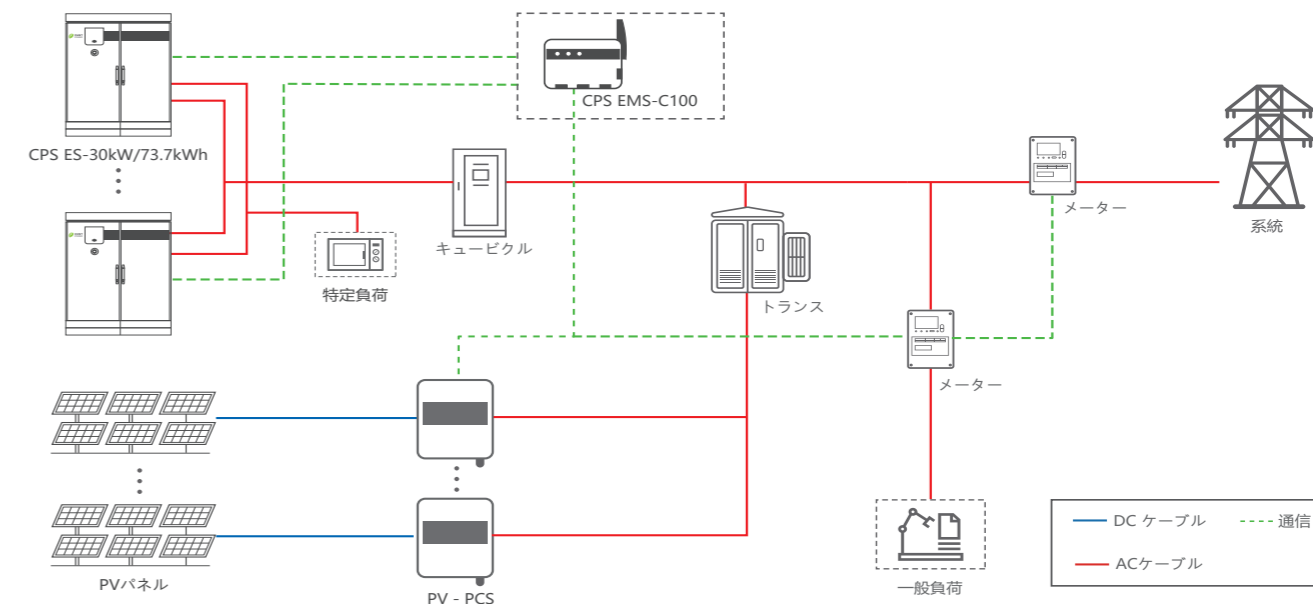 CPS EMS-C100
CPS ES-30kW/73.7kWh
メーター
系統
キュービクル
特定負荷
トランス
メーター
DC ケーブル
通信
ACケーブル
PVパネル
PV - PCS
一般負荷